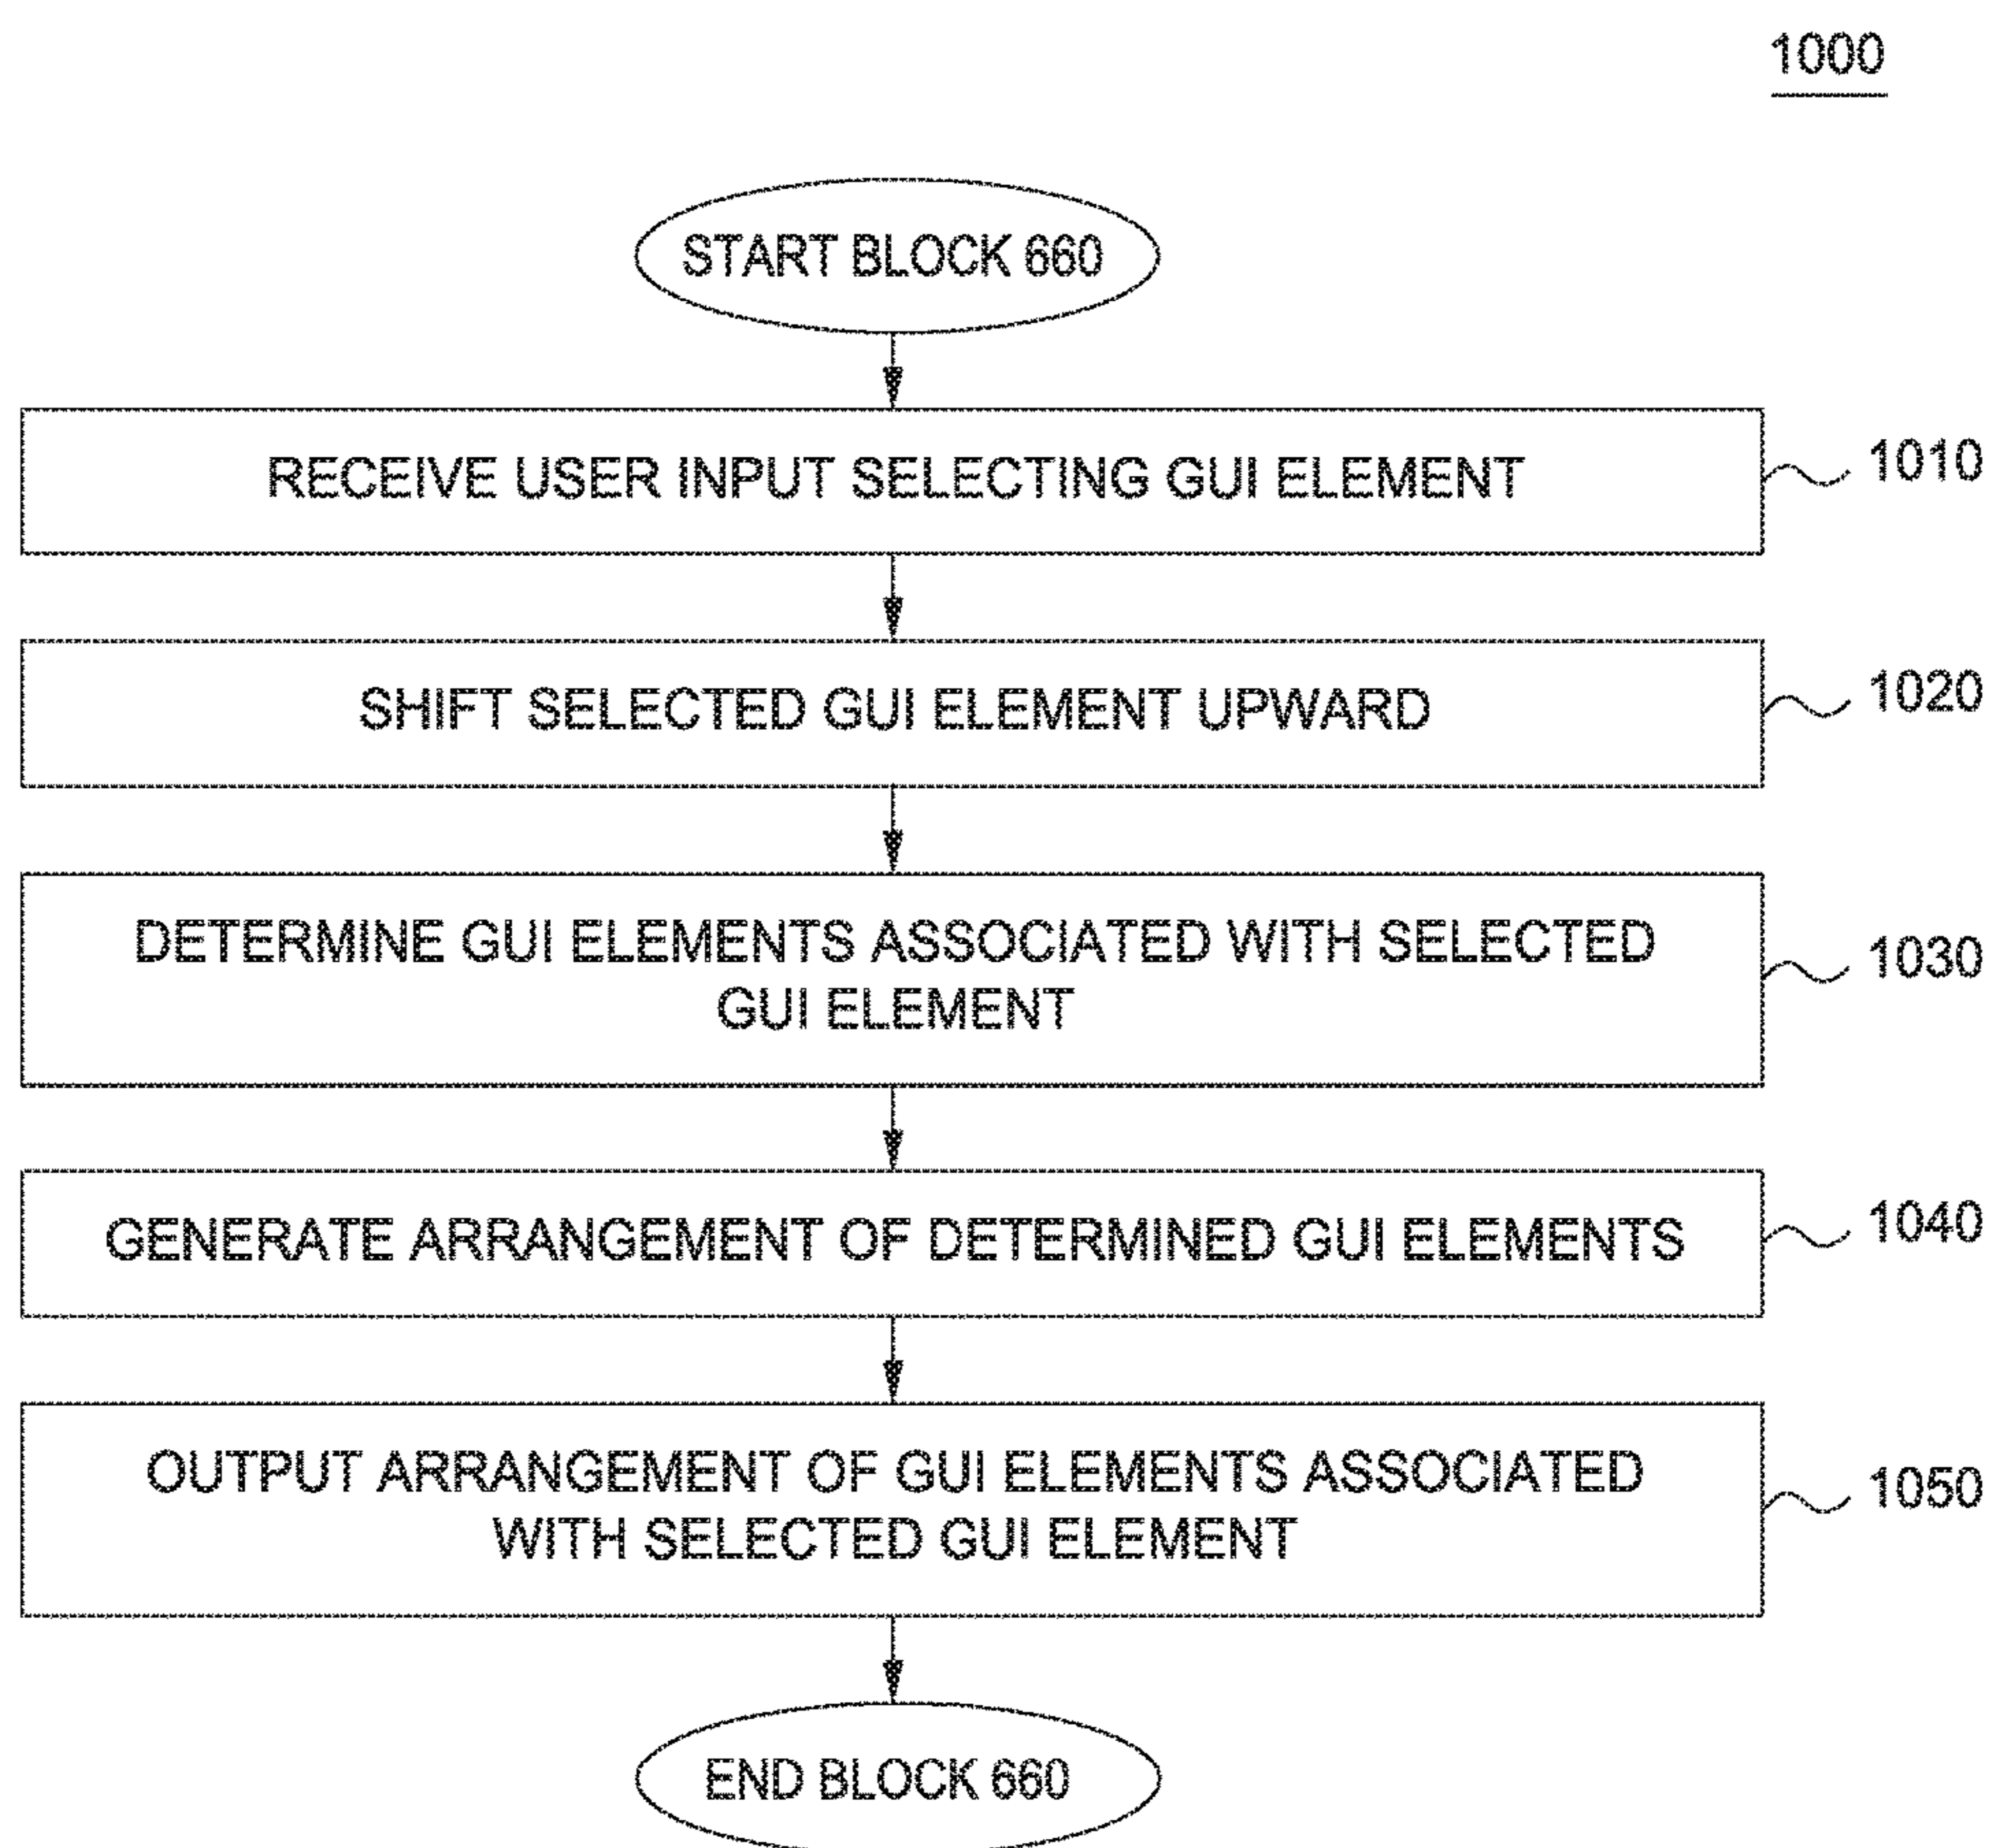 1000
START BLOCK 660
RECEIVE USER INPUT SELECTING GUI ELEMENT
1010
SHIFT SELECTED GUI ELEMENT UPWARD
1020
DETERMINE GUI ELEMENTS ASSOCIATED WITH SELECTED
GUI ELEMENT
1030
GENERATE ARRANGEMENT OF DETERMINED GUI ELEMENTS
1040
OUTPUT ARRANGEMENT OF GUI ELEMENTS ASSOCIATED
WITH SELECTED GUI ELEMENT
1050
END BLOCK 660